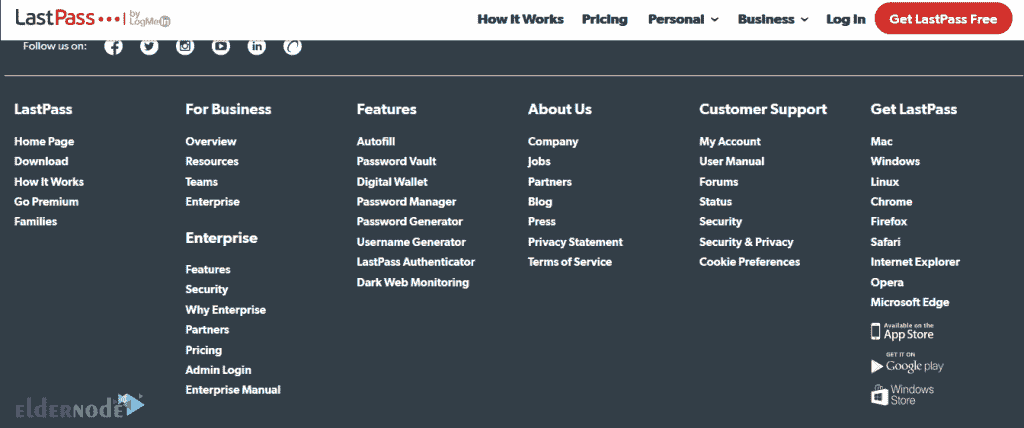 LastPass •••| by LogMeIn
How It Works Pricing Personal Business Log In Get LastPass Free
Follow us on:
LastPass
Home Page
Download
How It Works
Go Premium
Families
For Business
Overview
Resources
Teams
Enterprise
Enterprise
Features
Security
Why Enterprise
Partners
Pricing
Admin Login
Enterprise Manual
Features
Autofill
Password Vault
Digital Wallet
Password Manager
Password Generator
Username Generator
LastPass Authenticator
Dark Web Monitoring
About Us
Company
Jobs
Partners
Blog
Press
Privacy Statement
Terms of Service
Customer Support
My Account
User Manual
Forums
Status
Security
Security & Privacy
Cookie Preferences
Get LastPass
Mac
Windows
Linux
Chrome
Firefox
Safari
Internet Explorer
Opera
Microsoft Edge
Available on the
App Store
GET IT ON
Google play
Windows
Store
ELDERNODE